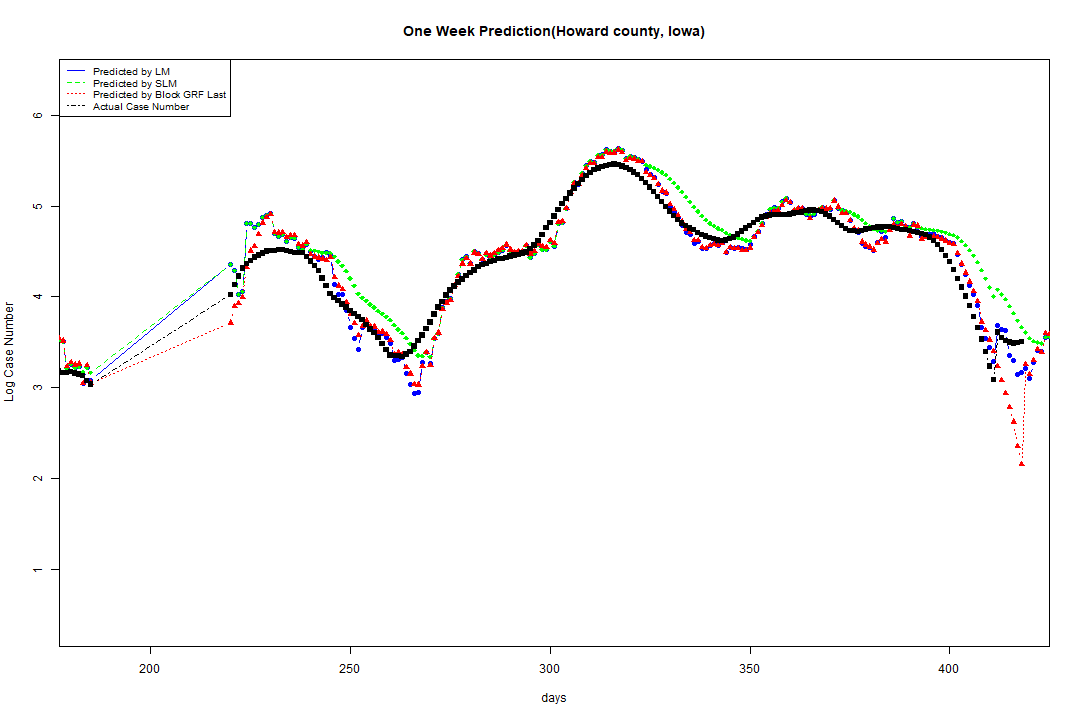 One Week Prediction(Howard county, Iowa)
Predicted by LM
Predicted by SLM
Predicted by Block GRF Last
Actual Case Number
6
5
4
3
2
1
Log Case Number
200 250 300 350 400
days